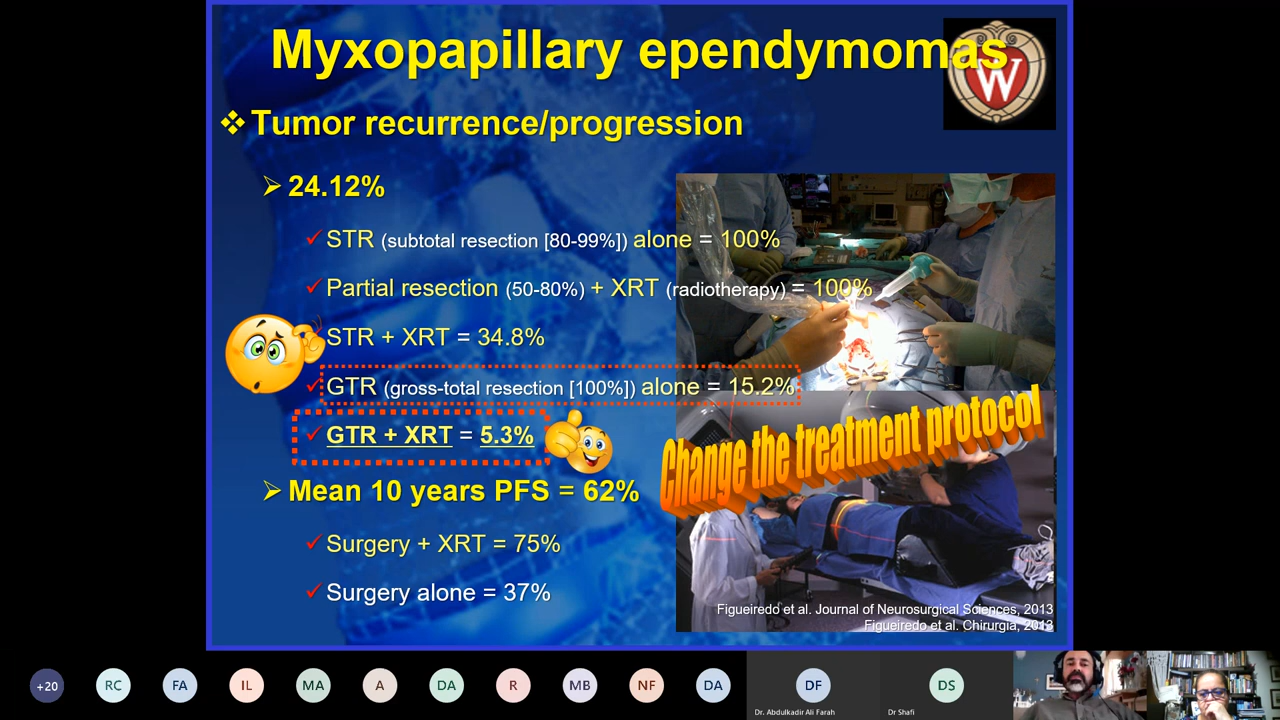 Myxopapillary ependymomas
W
❖ Tumor recurrence/progression
➢ 24.12%
✓ STR (subtotal resection [80-99%]) alone = 100%
✓ Partial resection (50-80%) + XRT (radiotherapy) = 100%
✓ STR + XRT = 34.8%
✓ GTR (gross-total resection [100%]) alone = 15.2%
✓ GTR + XRT = 5.3%
Change the treatment protocol
➢ Mean 10 years PFS = 62%
✓ Surgery + XRT = 75%
✓ Surgery alone = 37%
Figueiredo et al. Journal of Neurosurgical Sciences, 2013
Figueiredo et al. Chirurgia, 2013
+20 RC FA IL MA A DA R MB NF DA DF DS
Dr. Abdulkadir Ali Farah Dr Shafi